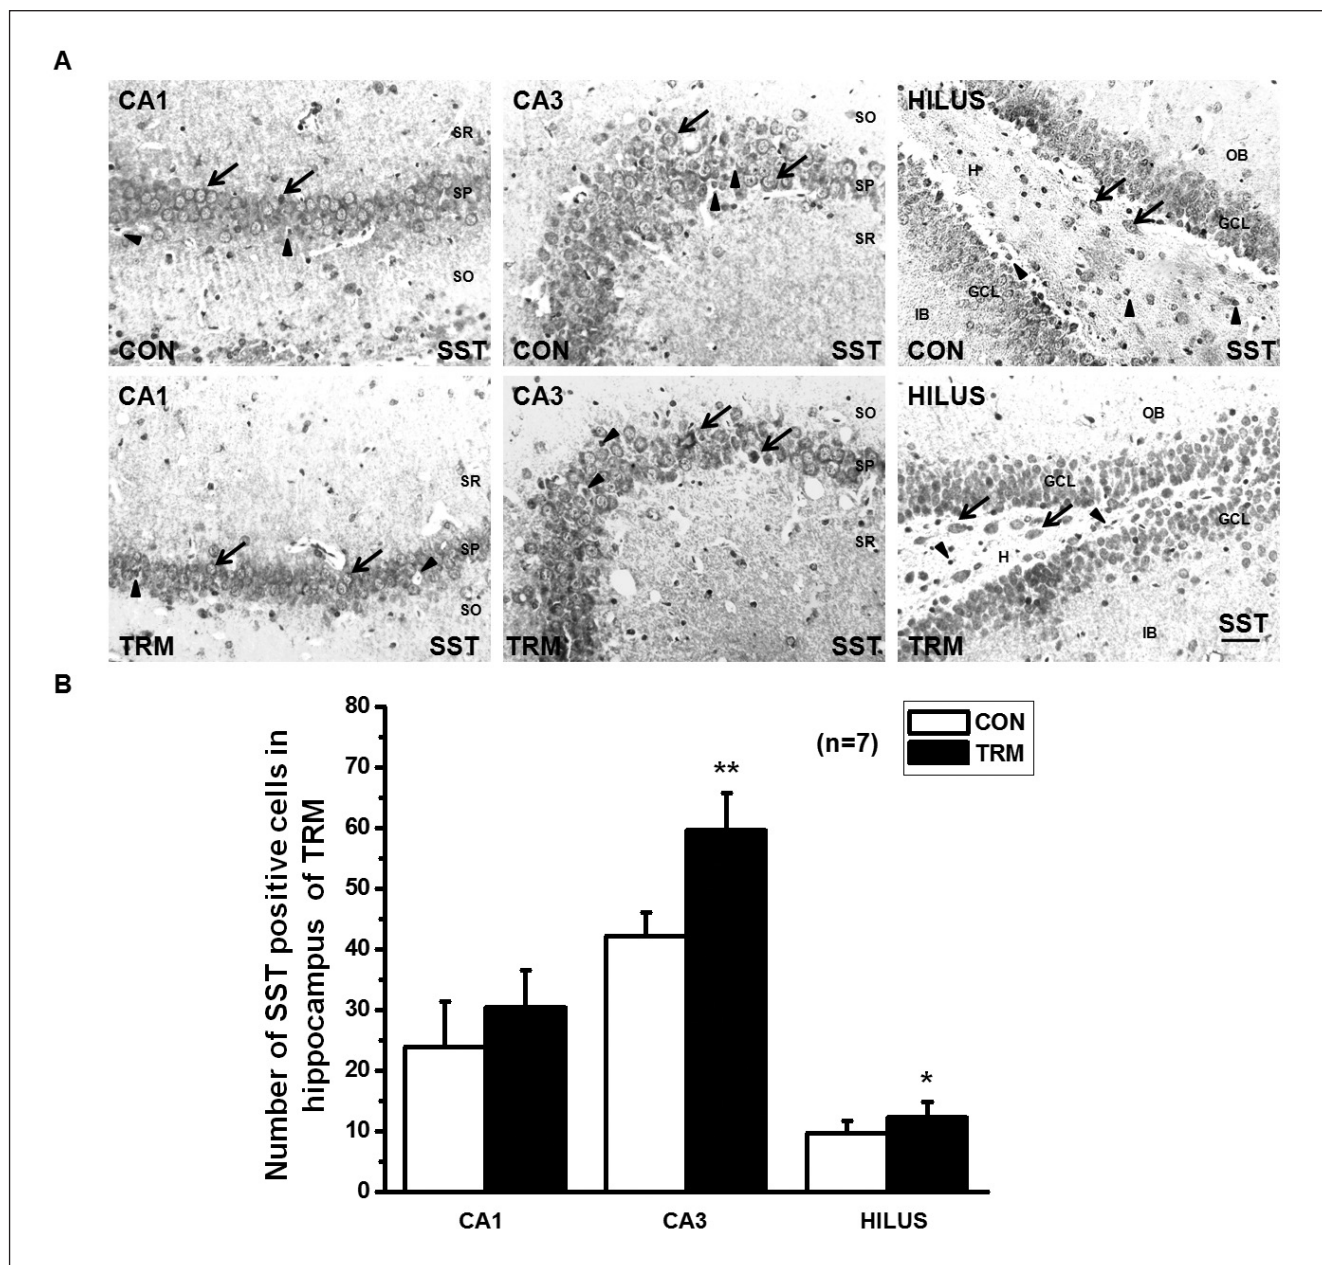 A
CA1
SR
SP
SO
CON
SST
CA3
SO
SP
SR
CON
SST
HILUS
OB
H
GCL
GCL
IB
CON
SST
CA1
SR
SP
SO
TRM
SST
CA3
SO
SP
SR
TRM
SST
HILUS
OB
GCL
GCL
H
IB
TRM
SST
B
Number of SST positive cells in
hippocampus of TRM
80
70
60
50
40
30
20
10
0
(n=7)
CON
TRM
**
*
CA1
CA3
HILUS